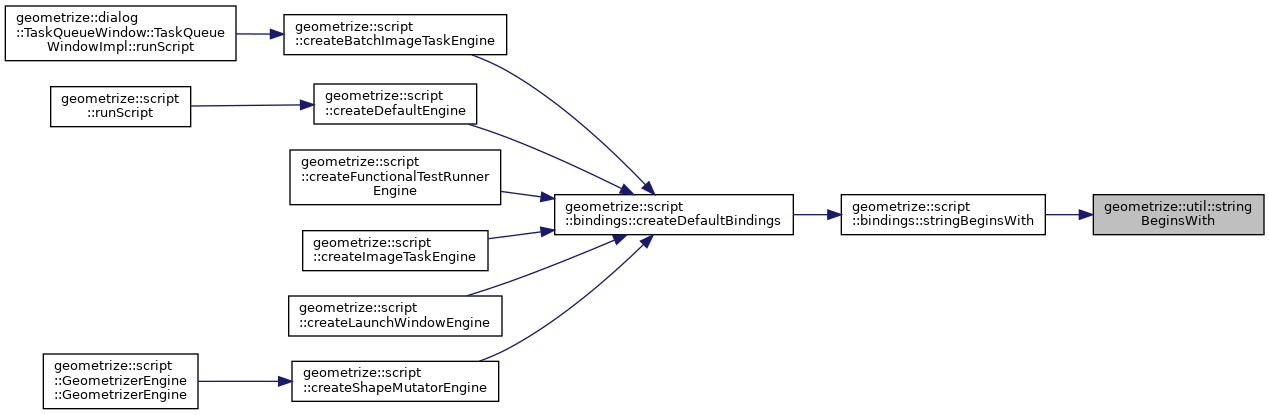 geometrize::dialog
::TaskQueueWindow::TaskQueue
WindowImpl::runScript
geometrize::script
::createBatchImageTaskEngine
geometrize::script
::runScript
geometrize::script
::createDefaultEngine
geometrize::script
::createFunctionalTestRunner
Engine
geometrize::script
::bindings::createDefaultBindings
geometrize::script
::bindings::stringBeginsWith
geometrize::util::string
BeginsWith
geometrize::script
::createImageTaskEngine
geometrize::script
::createLaunchWindowEngine
geometrize::script
::GeometrizerEngine
::GeometrizerEngine
geometrize::script
::createShapeMutatorEngine